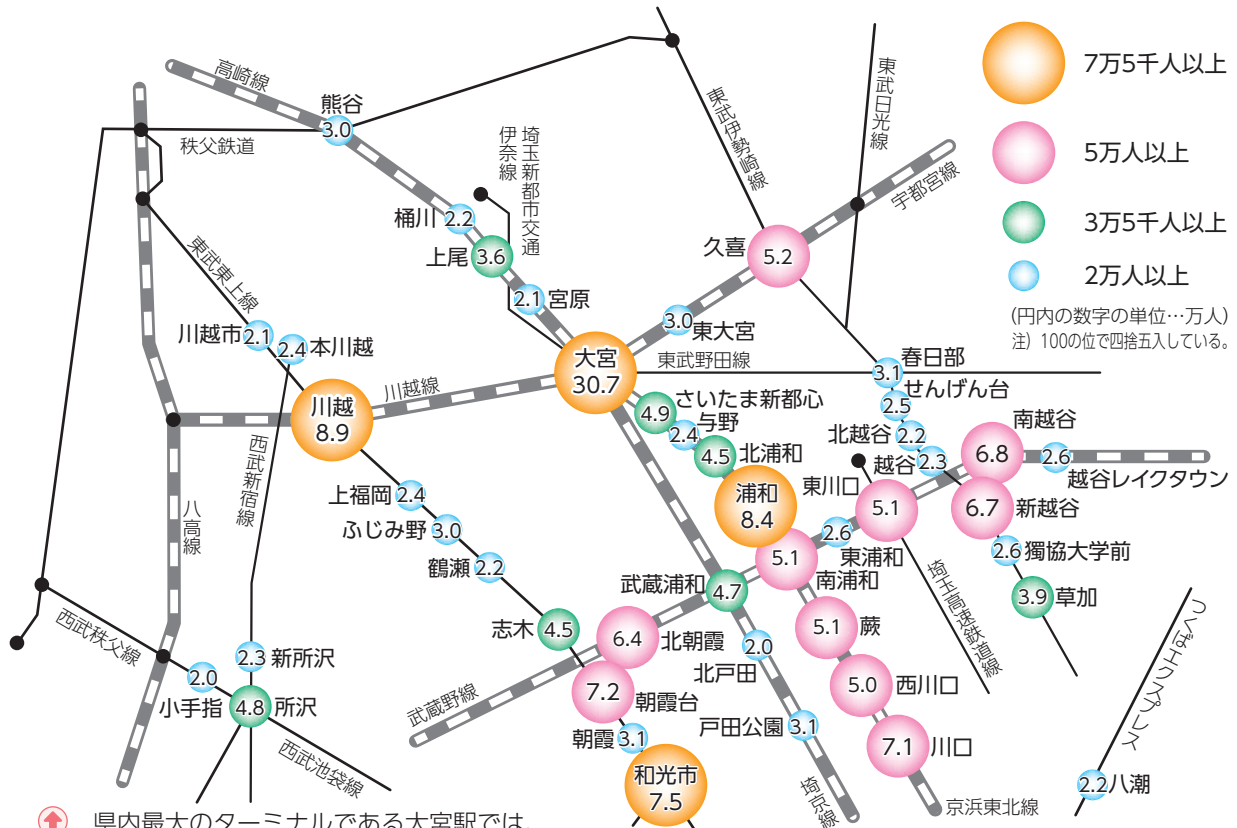 7万5千人以上
5万人以上
3万5千人以上
2万人以上
(円内の数字の単位…万人)
注) 100の位で四捨五入している。
高崎線
熊谷
3.0
秩父鉄道
埼玉新都市交通
伊奈線
東武伊勢崎線
東武日光線
宇都宮線
桶川 2.2
上尾 3.6
2.1 宮原
久喜 5.2
3.0 東大宮
東武東上線
川越市 2.1
2.4 本川越
川越
8.9
川越線
大宮
30.7
東武野田線
春日部
3.1
せんげん台
2.5
北越谷 2.2
越谷 2.3
南越谷
6.8
2.6
越谷レイクタウン
6.7 新越谷
2.6 獨協大学前
3.9 草加
4.9 さいたま新都心
2.4 与野
4.5 北浦和
浦和
8.4
東川口
5.1
2.6
東浦和
5.1
南浦和
埼玉高速鉄道線
八高線
西武新宿線
上福岡 2.4
ふじみ野 3.0
鶴瀬 2.2
志木 4.5
武蔵浦和 4.7
6.4 北朝霞
7.2 朝霞台
朝霞 3.1
和光市
7.5
武蔵野線
2.0
北戸田
戸田公園 3.1
埼京線
5.1 蕨
5.0 西川口
7.1 川口
京浜東北線
西武秩父線
2.0
小手指
2.3 新所沢
4.8 所沢
西武池袋線
つくばエクスプレス
2.2 八潮
県内最大のターミナルである大宮駅では、